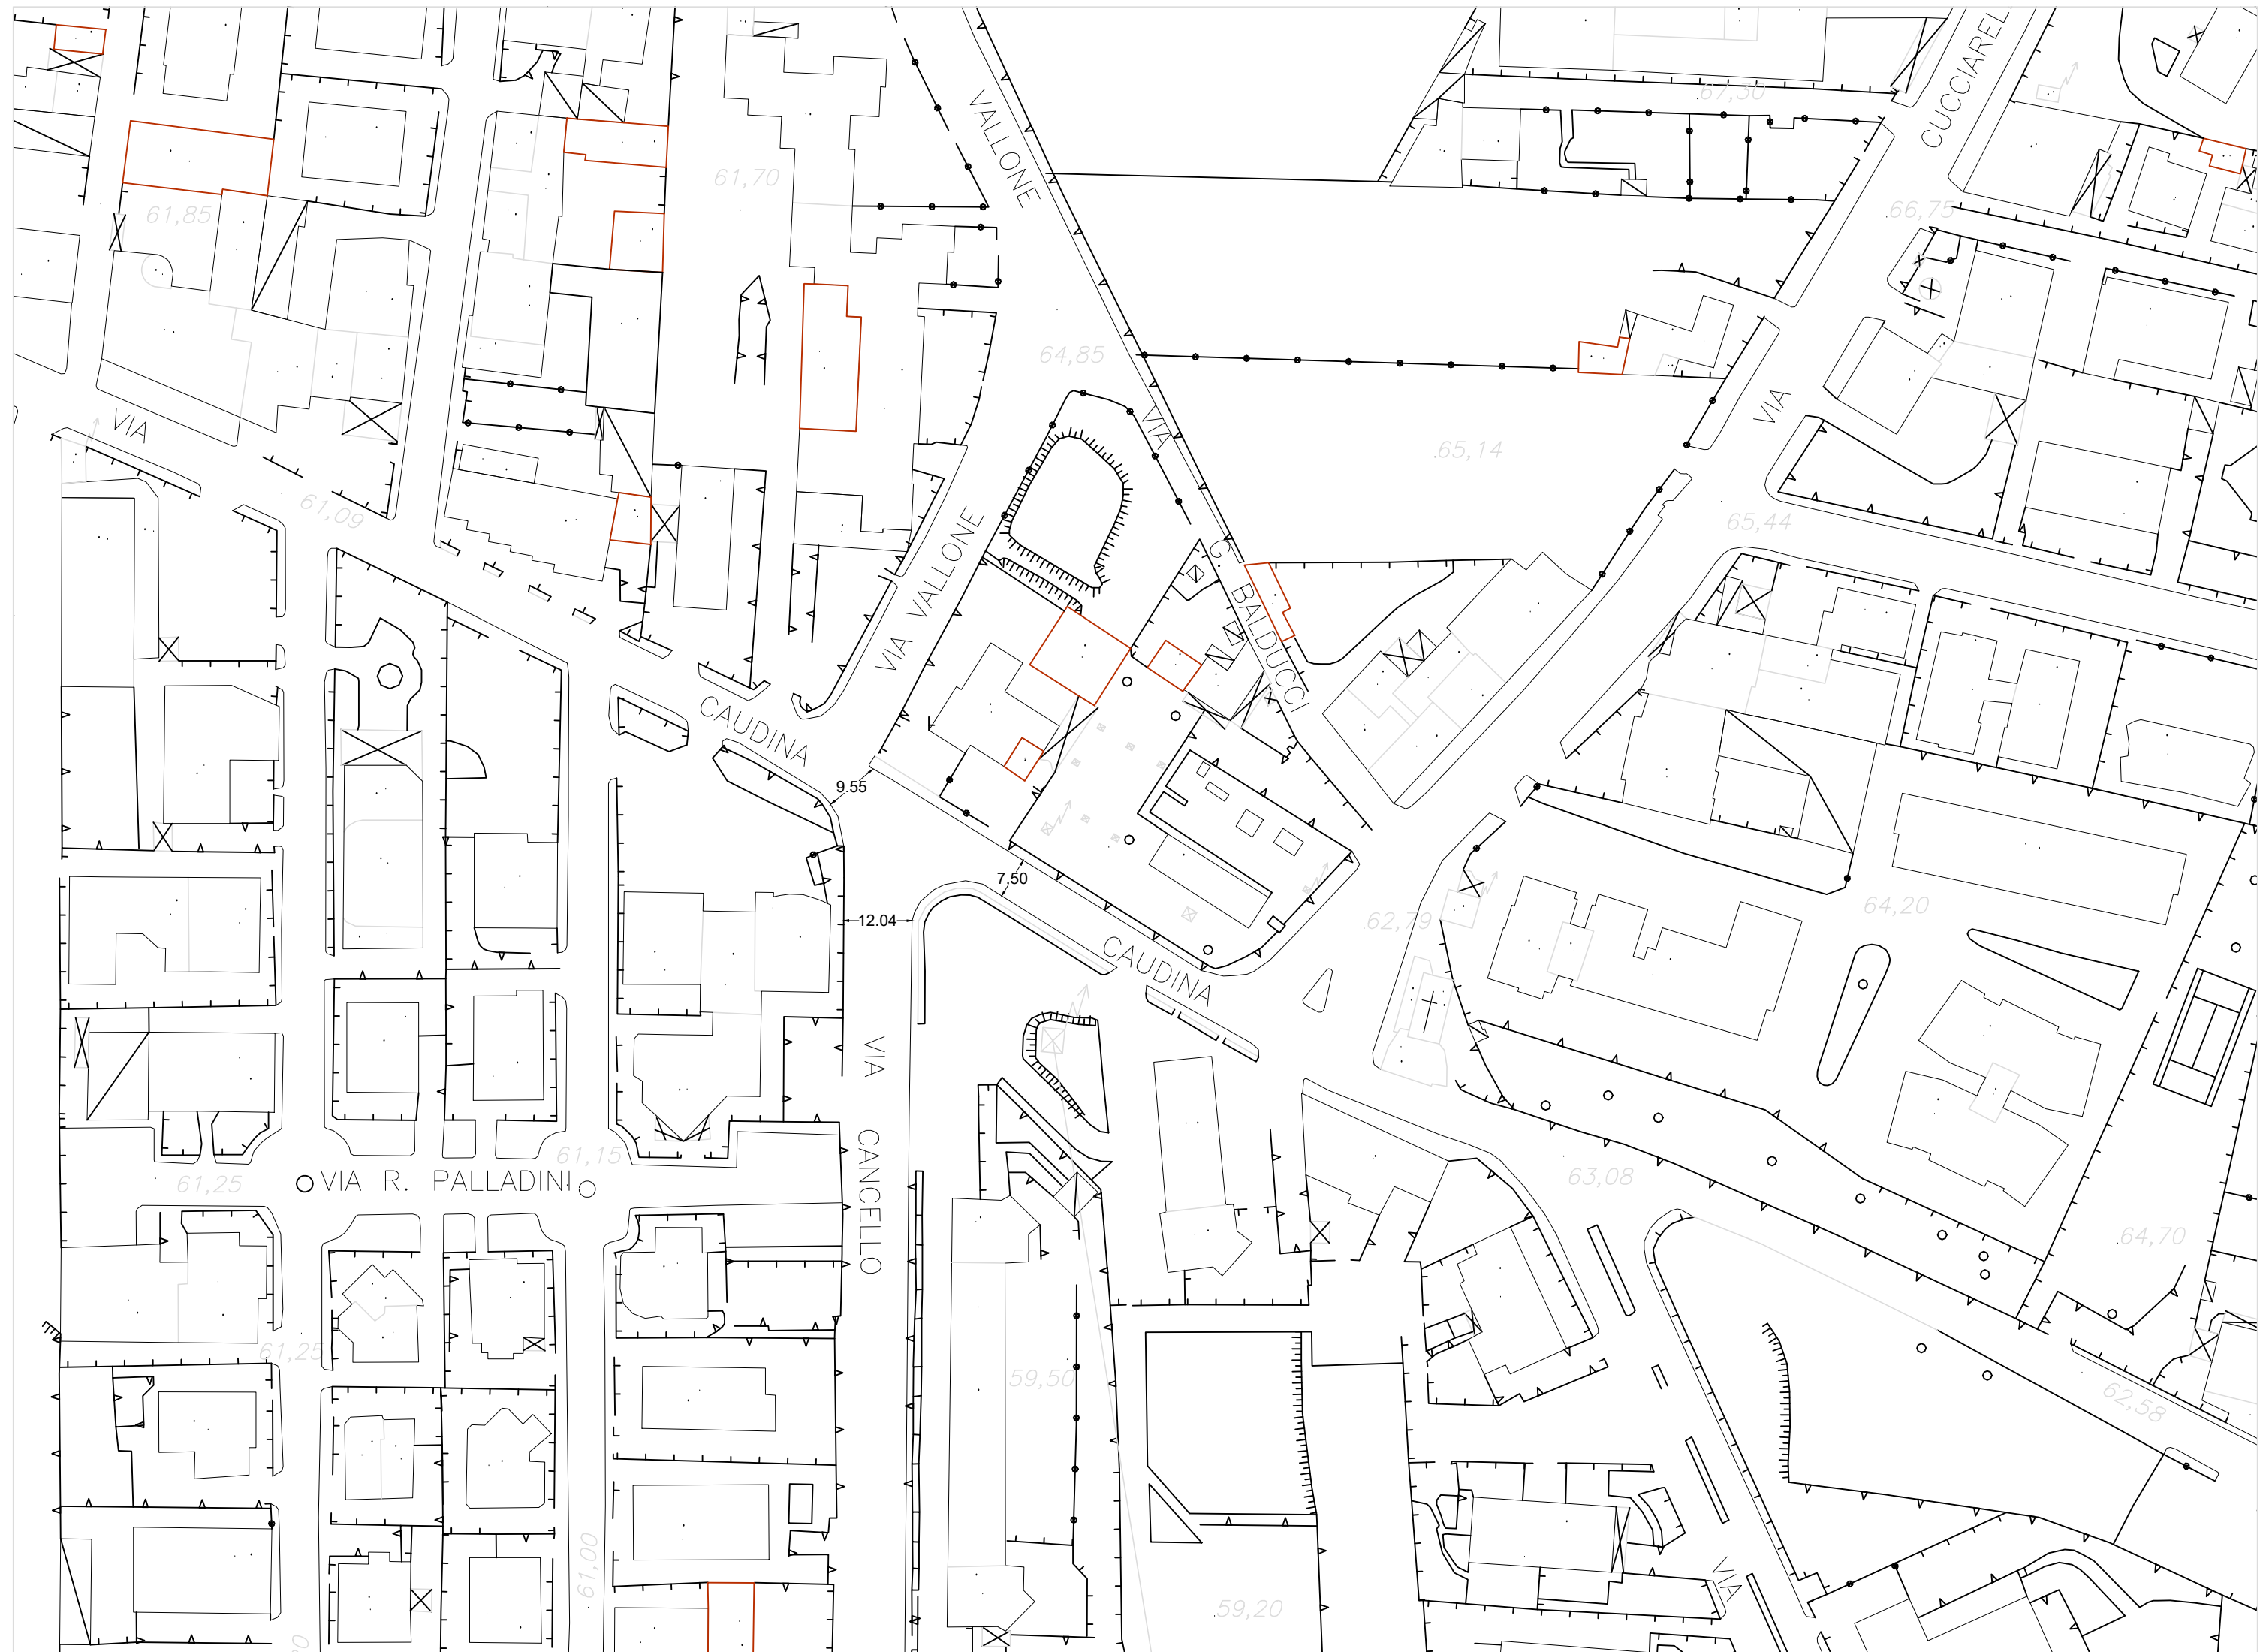 CUCCIAREL
67,30
VALLONE
61,70
61,85
66,75
64,85
VIA
VIA
VIA
65,14
61,09
65,44
VIA VALLONE
G. BALDUCCI
CAUDINA
9.55
7.50
12.04
62,79
64,20
CAUDINA
VIA
CANCELLO
61,15
61,25
VIA R. PALLADINI
63,08
64,70
61,25
59,50
62,58
61,00
VIA
59,20